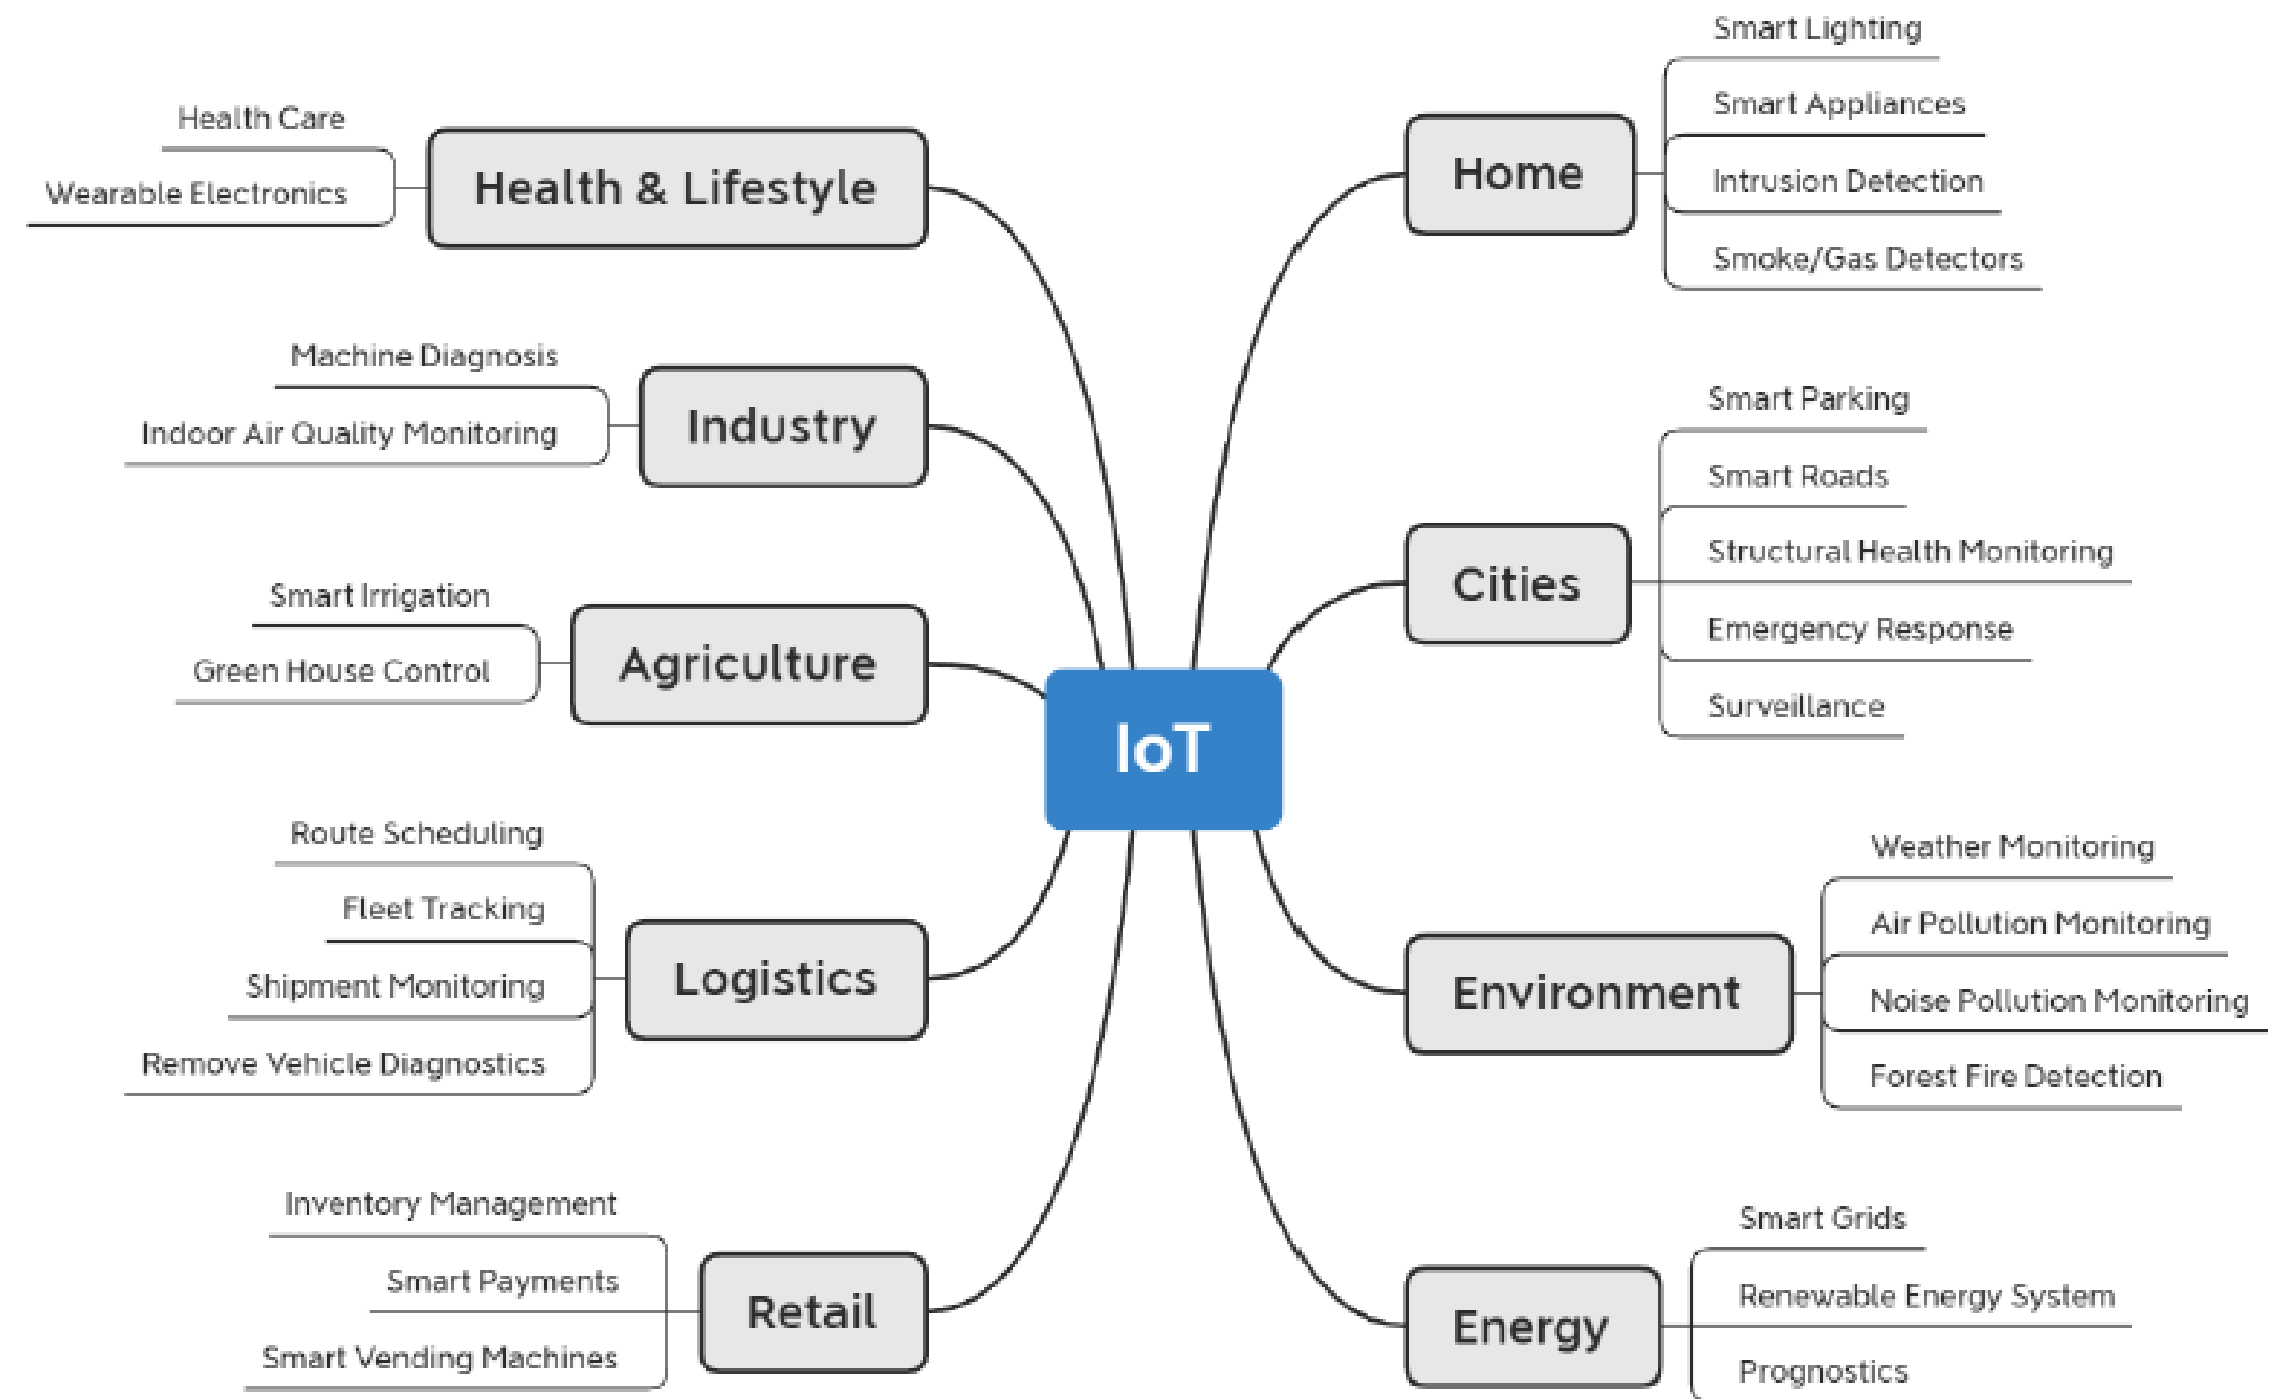 Health & Lifestyle
Health Care
Wearable Electronics
Industry
Machine Diagnosis
Indoor Air Quality Monitoring
Agriculture
Smart Irrigation
Green House Control
Logistics
Route Scheduling
Fleet Tracking
Shipment Monitoring
Remove Vehicle Diagnostics
Retail
Inventory Management
Smart Payments
Smart Vending Machines
IoT
Home
Smart Lighting
Smart Appliances
Intrusion Detection
Smoke/Gas Detectors
Cities
Smart Parking
Smart Roads
Structural Health Monitoring
Emergency Response
Surveillance
Environment
Weather Monitoring
Air Pollution Monitoring
Noise Pollution Monitoring
Forest Fire Detection
Energy
Smart Grids
Renewable Energy System
Prognostics